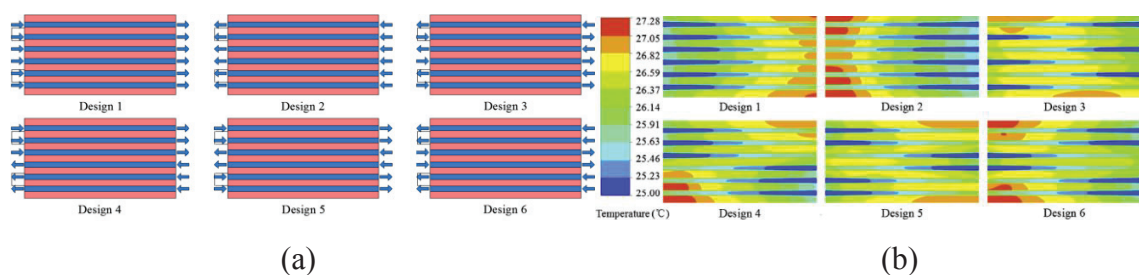 Design 1
Design 2
Design 3
Design 4
Design 5
Design 6
(a)
27.28
27.05
26.82
26.59
26.37
26.14
25.91
25.63
25.46
25.23
25.00
Temperature (℃)
Design 1
Design 2
Design 3
Design 4
Design 5
Design 6
(b)